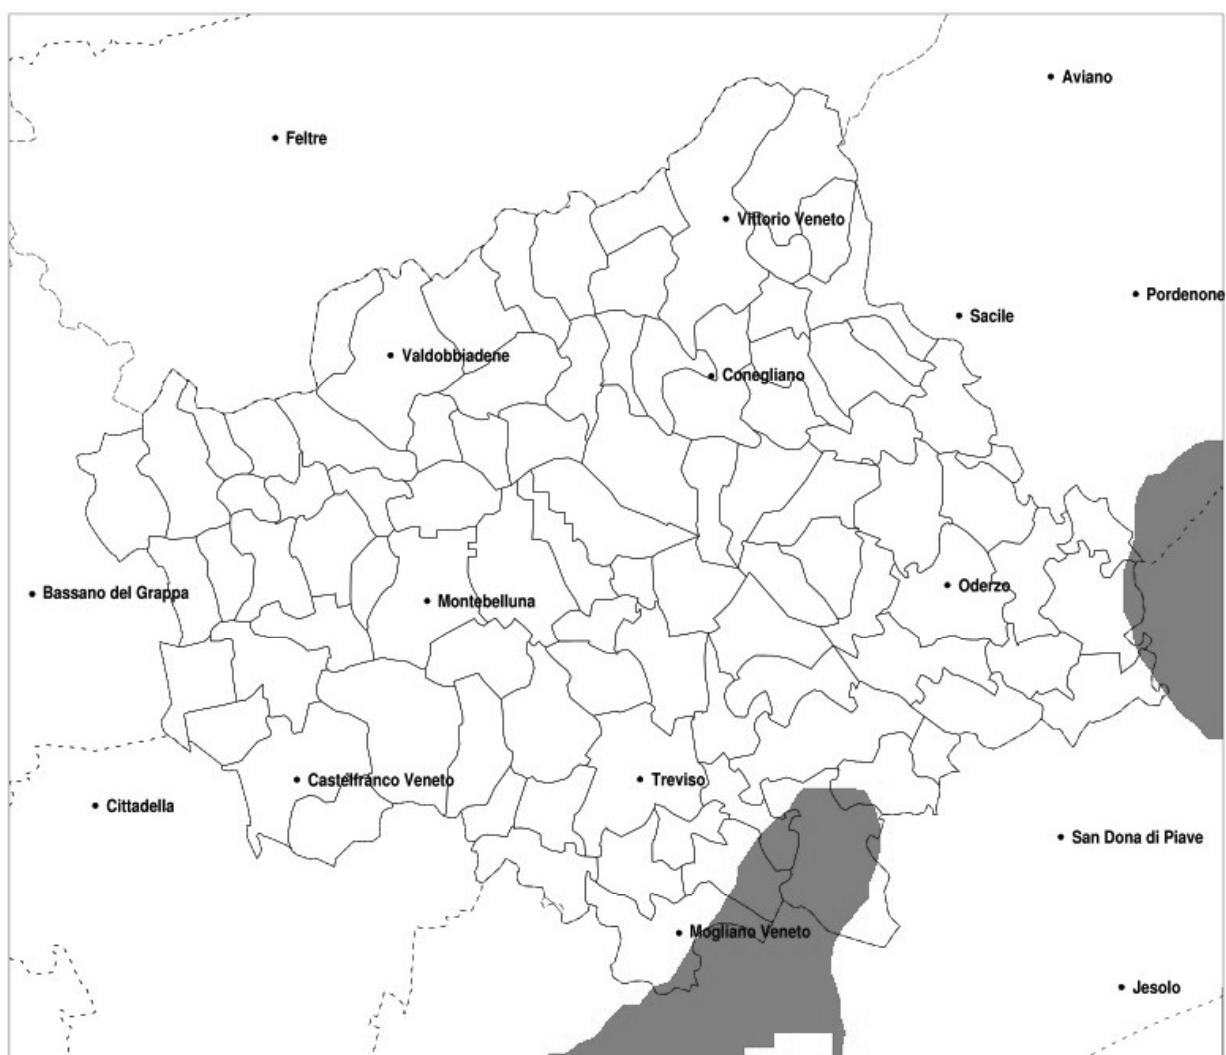 Aviano
Feltre
Vittorio Veneto
Pordenone
Sacile
Valdobbiadene
Conegliano
Bassano del Grappa
Oderzo
Montebelluna
Castelfranco Veneto
Treviso
Cittadella
San Dona di Piave
Mogliano Veneto
Jesolo